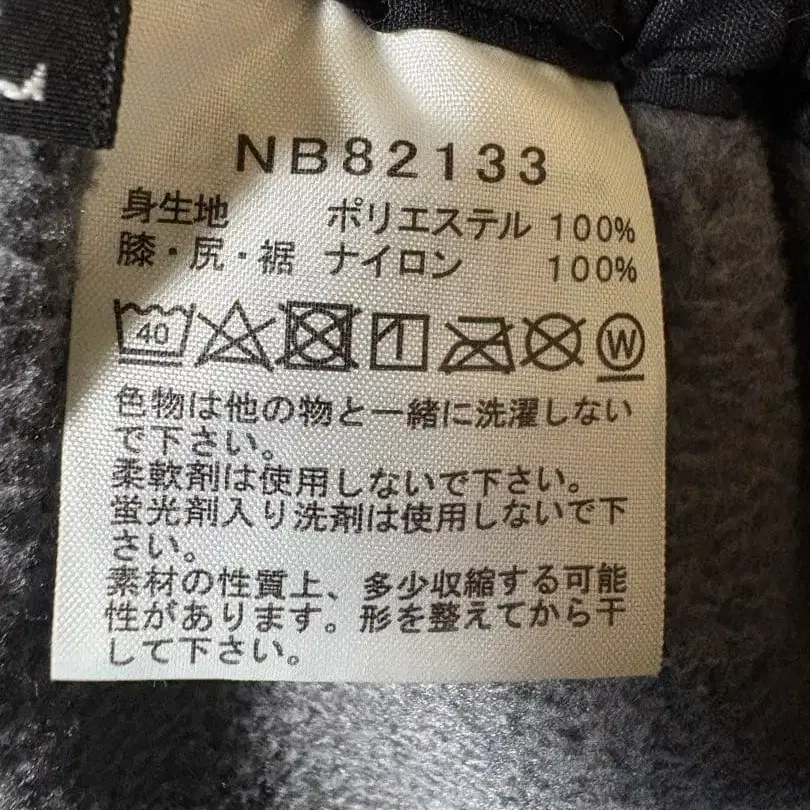 NB82133
身生地 ポリエステル 100%
膝・尻・裾 ナイロン 100%
40 W
色物は他の物と一緒に洗濯しない
で下さい。
柔軟剤は使用しないで下さい。
蛍光剤入り洗剤は使用しないで下
さい。
素材の性質上、多少収縮する可能
性があります。形を整えてから干
して下さい。